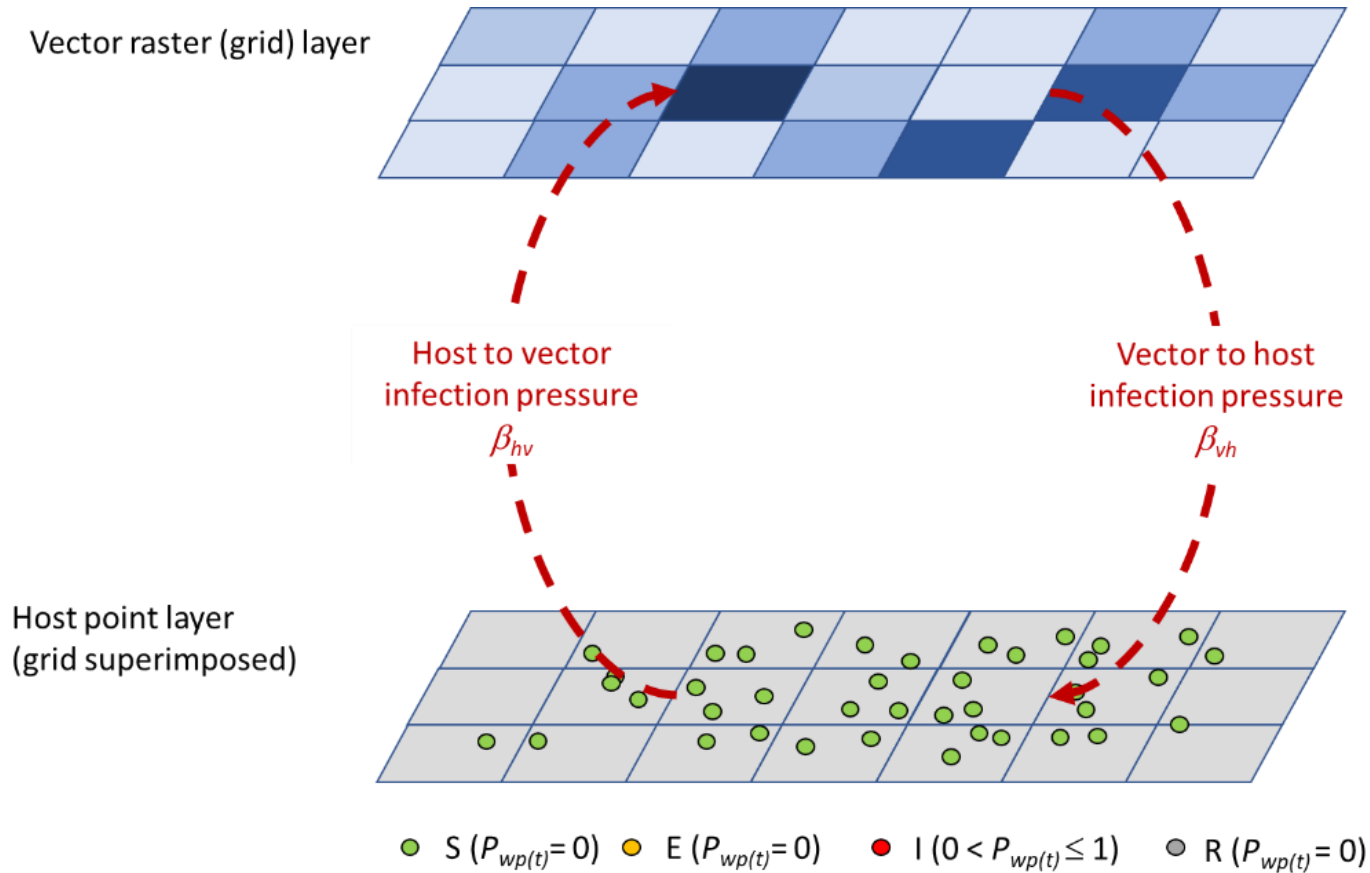 Vector raster (grid) layer
Host to vector
infection pressure
βhv
Vector to host
infection pressure
βvh
Host point layer
(grid superimposed)
S (Pwp(t)= 0)
E (Pwp(t)= 0)
I (0 < Pwp(t) ≤ 1)
R (Pwp(t)= 0)